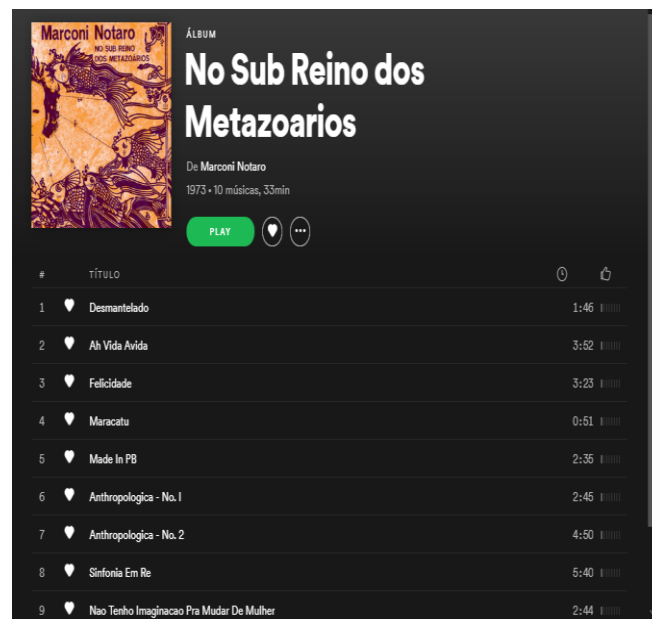 Marconi Notaro
NO SUB REINO
DOS METAZOÁRIOS
ÁLBUM
No Sub Reino dos
Metazoarios
De Marconi Notaro
1973 • 10 músicas, 33min
PLAY
# TÍTULO
1 Desmantelado 1:46
2 Ah Vida Avida 3:52
3 Felicidade 3:23
4 Maracatu 0:51
5 Made In PB 2:35
6 Anthropologica - No. I 2:45
7 Anthropologica - No. 2 4:50
8 Sinfonia Em Re 5:40
9 Nao Tenho Imaginacao Pra Mudar De Mulher 2:44